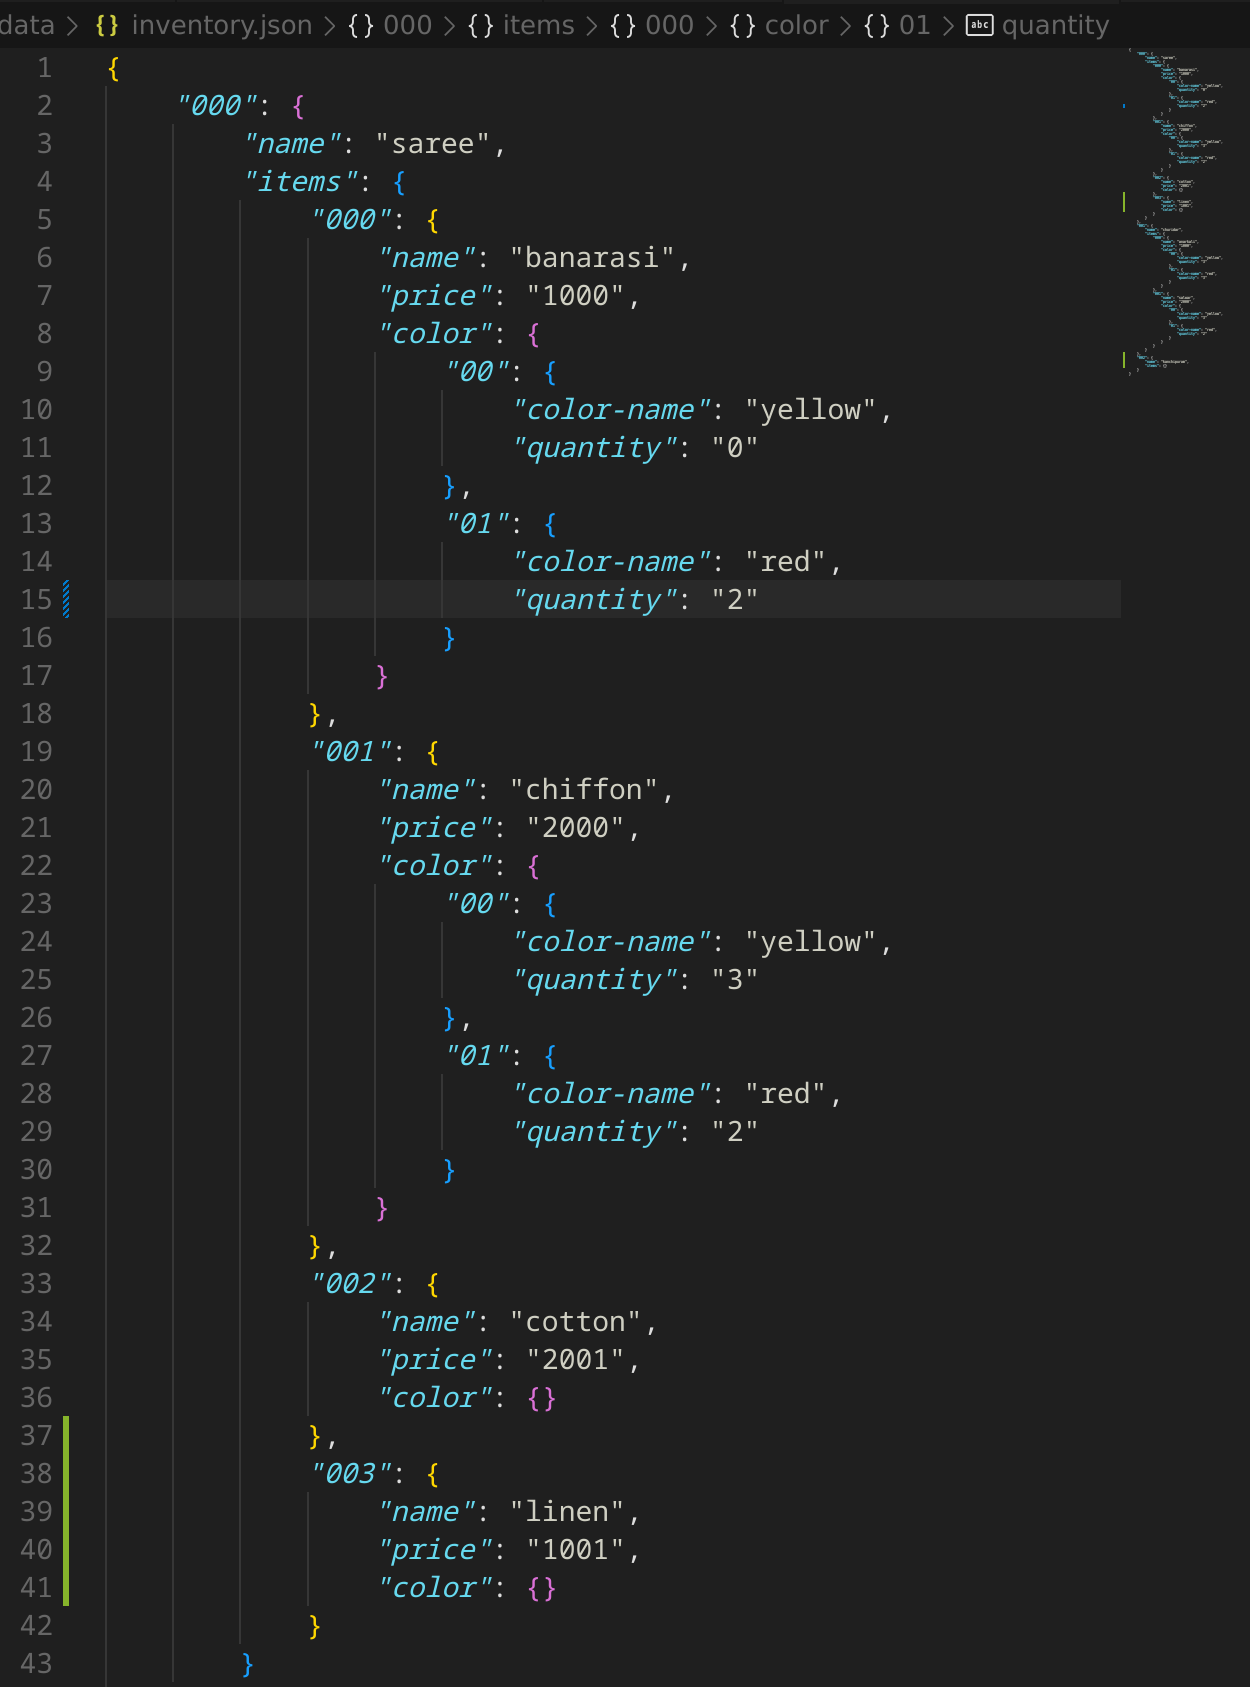 data > {} inventory.json > {} 000 > {} items > {} 000 > {} color > {} 01 > abc quantity
1 {
2     "000": {
3         "name": "saree",
4         "items": {
5             "000": {
6                 "name": "banarasi",
7                 "price": "1000",
8                 "color": {
9                     "00": {
10                         "color-name": "yellow",
11                         "quantity": "0"
12                     },
13                     "01": {
14                         "color-name": "red",
15                         "quantity": "2"
16                     }
17                 }
18             },
19             "001": {
20                 "name": "chiffon",
21                 "price": "2000",
22                 "color": {
23                     "00": {
24                         "color-name": "yellow",
25                         "quantity": "3"
26                     },
27                     "01": {
28                         "color-name": "red",
29                         "quantity": "2"
30                     }
31                 }
32             },
33             "002": {
34                 "name": "cotton",
35                 "price": "2001",
36                 "color": {}
37             },
38             "003": {
39                 "name": "linen",
40                 "price": "1001",
41                 "color": {}
42             }
43         }